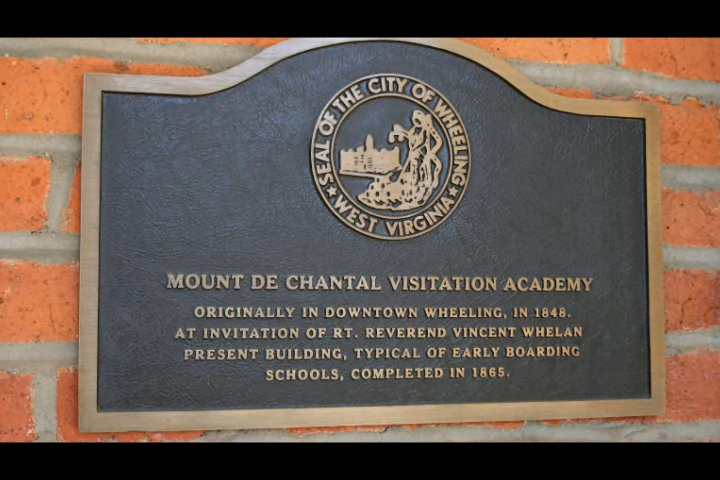 SEAL OF THE CITY OF WHEELING
★ WEST VIRGINIA ★
MOUNT DE CHANTAL VISITATION ACADEMY
ORIGINALLY IN DOWNTOWN WHEELING, IN 1848.
AT INVITATION OF RT. REVEREND VINCENT WHELAN
PRESENT BUILDING, TYPICAL OF EARLY BOARDING
SCHOOLS, COMPLETED IN 1865.